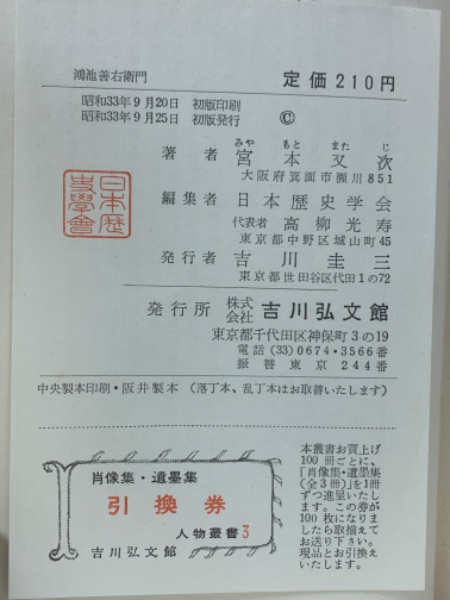 鴻池善右衛門
定価210円
昭和33年9月20日 初版印刷
昭和33年9月25日 初版発行
©
みや もと また じ
著者 宮本又次
大阪府箕面市瀬川851
編集者 日本歴史学会
代表者 高柳光寿
東京都中野区城山町45
発行者 吉川圭三
東京都世田谷区代田1の72
日本歴史學會
発行所 株式会社 吉川弘文館
東京都千代田区神保町3の19
電話(33)0674・3566番
振替東京244番
中央製本印刷・阪井製本 (落丁本、乱丁本はお取替いたします)
肖像集・遺墨集
引換券
人物叢書3
吉川弘文館
本叢書お買上げ
100冊ごとに、
「肖像集・遺墨集
(全3冊)」を1冊
ずつ進呈いたし
ます。この券が
100枚になりま
したら取揃えて
お送り下さい。
現品とお引換え
いたします。